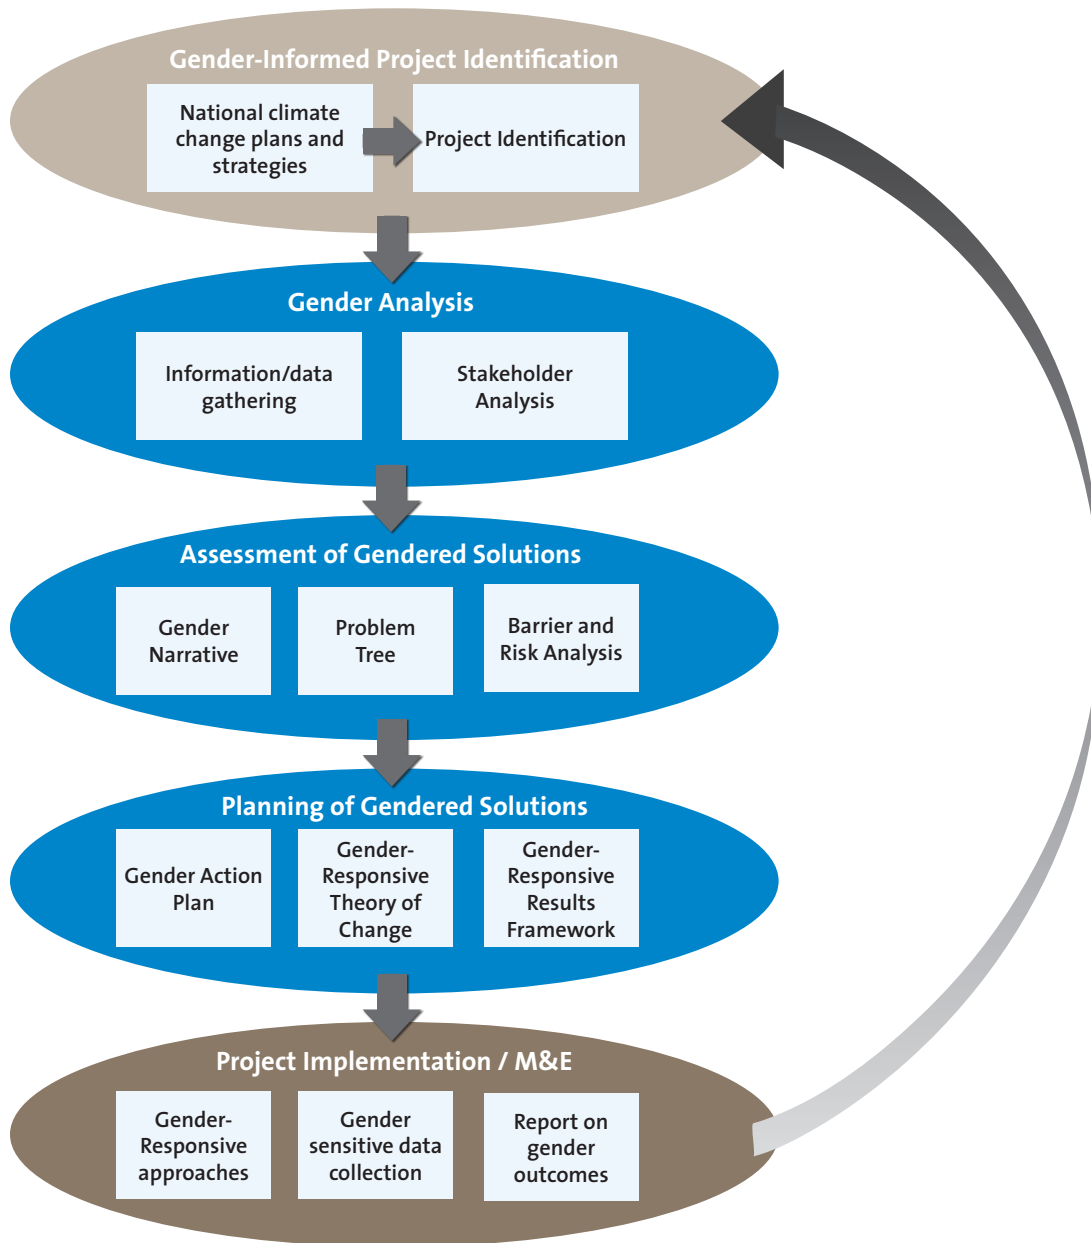 Gender-Informed Project Identification
National climate
change plans and
strategies
Project Identification
Gender Analysis
Information/data
gathering
Stakeholder
Analysis
Assessment of Gendered Solutions
Gender
Narrative
Problem
Tree
Barrier and
Risk Analysis
Planning of Gendered Solutions
Gender Action
Plan
Gender-
Responsive
Theory of
Change
Gender-
Responsive
Results
Framework
Project Implementation / M&E
Gender-
Responsive
approaches
Gender
sensitive data
collection
Report on
gender
outcomes